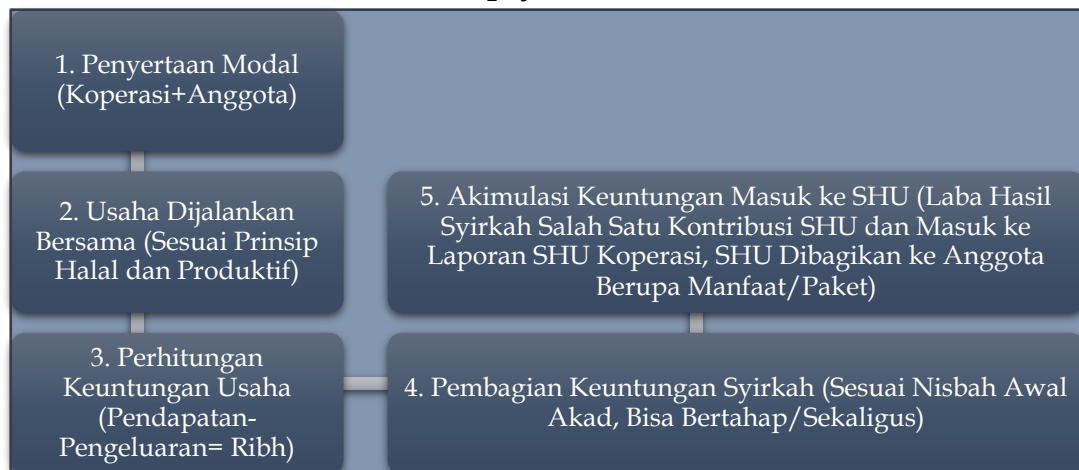 1. Penyertaan Modal
(Koperasi+Anggota)
2. Usaha Dijalankan
Bersama (Sesuai Prinsip
Halal dan Produktif)
3. Perhitungan
Keuntungan Usaha
(Pendapatan-
Pengeluaran= Ribh)
4. Pembagian Keuntungan Syirkah (Sesuai Nisbah Awal
Akad, Bisa Bertahap/Sekaligus)
5. Akimulasi Keuntungan Masuk ke SHU (Laba Hasil
Syirkah Salah Satu Kontribusi SHU dan Masuk ke
Laporan SHU Koperasi, SHU Dibagikan ke Anggota
Berupa Manfaat/Paket)